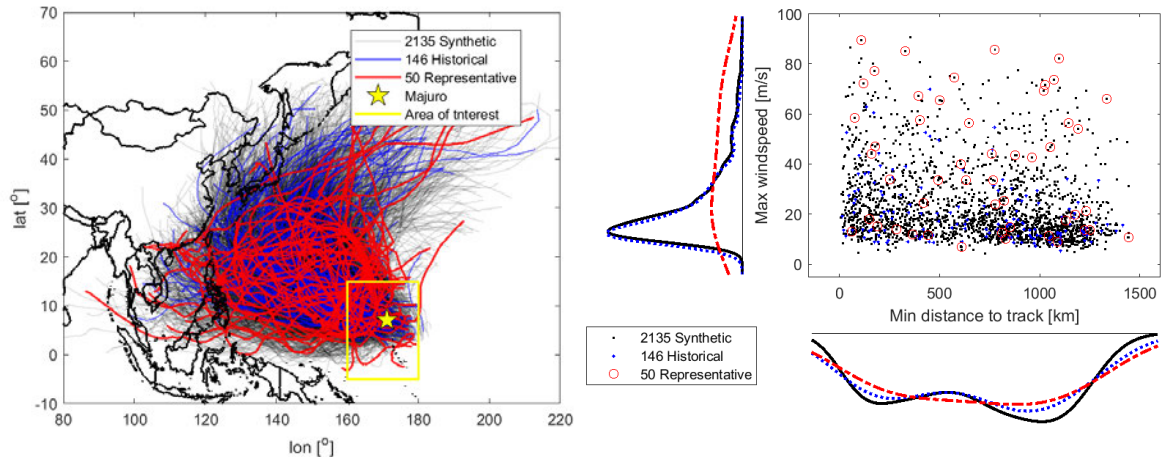 70
60
50
40
30
20
10
0
-10
lat [o]
80
100
120
140
160
180
200
220
lon [o]
2135 Synthetic
146 Historical
50 Representative
Majuro
Area of Interest
100
80
60
40
20
0
Max windspeed [m/s]
0
500
1000
1500
Min distance to track [km]
2135 Synthetic
146 Historical
50 Representative